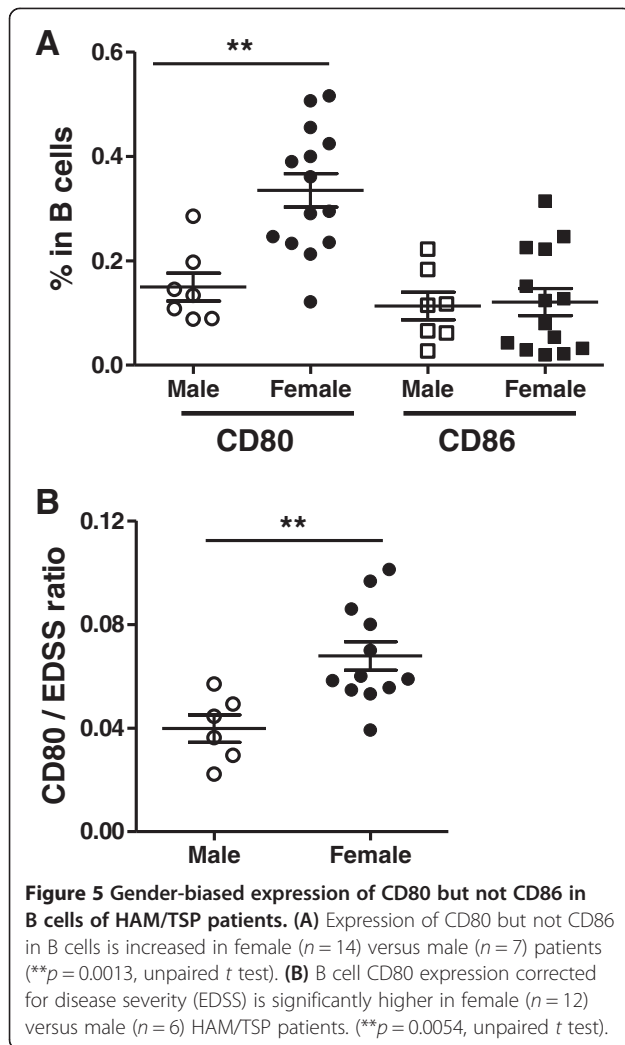 A
**
0.6
0.4
0.2
0.0
% in B cells
Male Female Male Female
CD80 CD86
B
**
0.12
0.08
0.04
0.00
CD80 / EDSS ratio
Male Female
Figure 5 Gender-biased expression of CD80 but not CD86 in
B cells of HAM/TSP patients. (A) Expression of CD80 but not CD86
in B cells is increased in female (n = 14) versus male (n = 7) patients
(**p = 0.0013, unpaired t test). (B) B cell CD80 expression corrected
for disease severity (EDSS) is significantly higher in female (n = 12)
versus male (n = 6) HAM/TSP patients. (**p = 0.0054, unpaired t test).